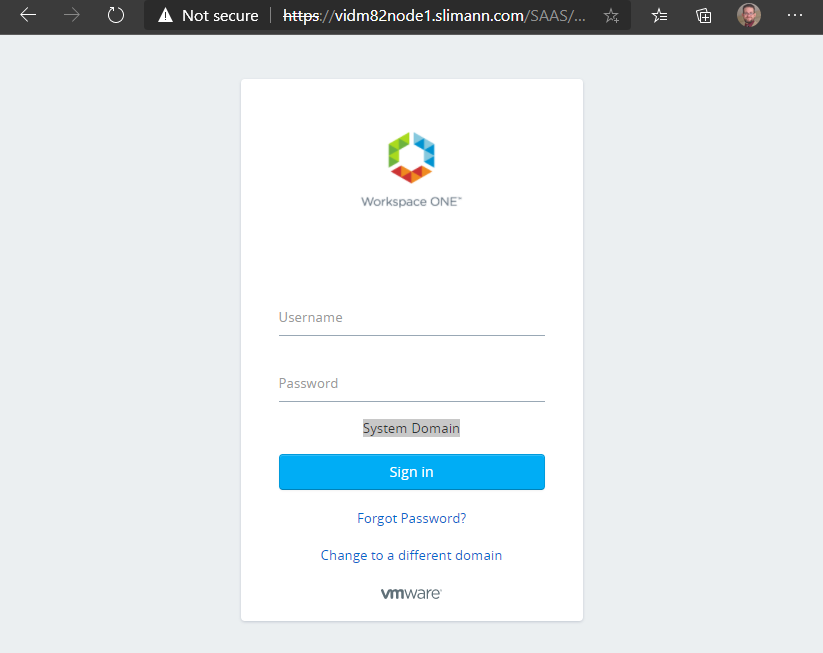 Not secure | https://vidm82node1.slimann.com/SAAS/...
Workspace ONE™
Username
Password
System Domain
Sign in
Forgot Password?
Change to a different domain
vmware®